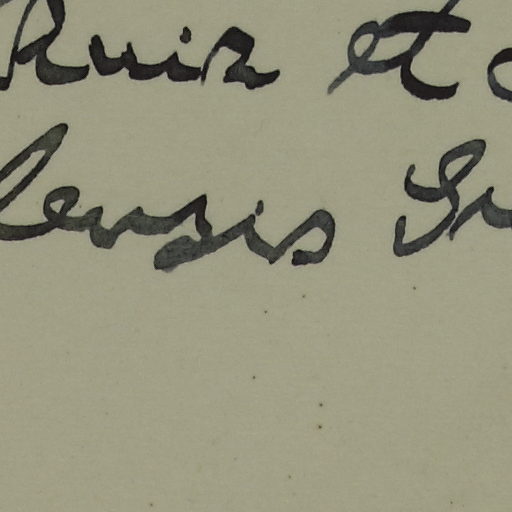 Ruiz et
lensis